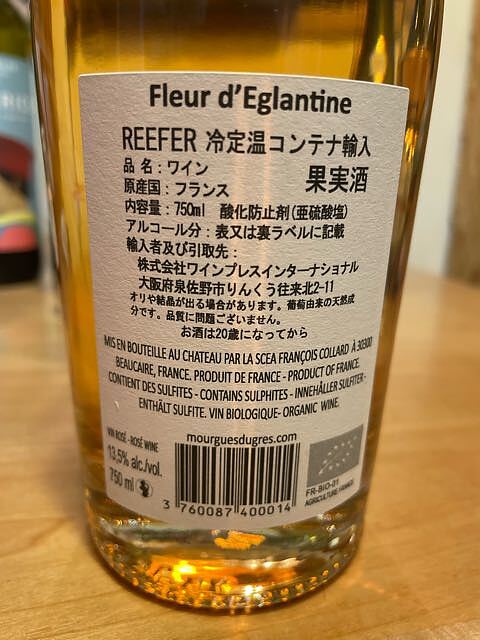 Fleur d'Eglantine
REEFER 冷定温コンテナ輸入
品 名：ワイン
原産国：フランス 果実酒
内容量：750ml 酸化防止剤(亜硫酸塩)
アルコール分：表又は裏ラベルに記載
輸入者及び引取先：
株式会社ワインプレスインターナショナル
大阪府泉佐野市りんくう往来北2-11
オリや結晶が出る場合があります。葡萄由来の天然成
分です。品質に問題ございません。
お酒は20歳になってから
MIS EN BOUTEILLE AU CHATEAU PAR LA SCEA FRANÇOIS COLLARD À 30300
BEAUCAIRE, FRANCE. PRODUIT DE FRANCE - PRODUCT OF FRANCE.
CONTIENT DES SULFITES - CONTAINS SULPHITES - INNEHÅLLER SULFITER -
ENTHÄLT SULFITE. VIN BIOLOGIQUE- ORGANIC WINE.
mourguesdugres.com
VIN ROSÉ - ROSÉ WINE
13,5% alc./vol.
750 ml
3 760087 400014
FR-BIO-01
AGRICULTURE FRANCE